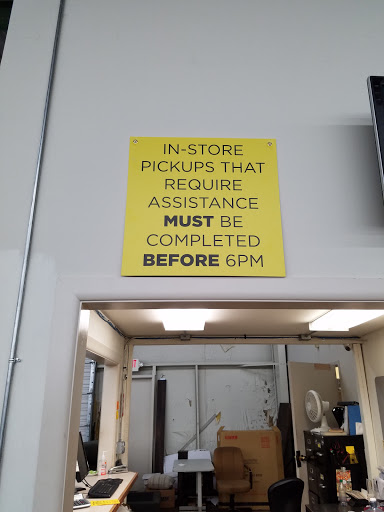 IN-STORE
PICKUPS THAT
REQUIRE
ASSISTANCE
MUST BE
COMPLETED
BEFORE 6PM